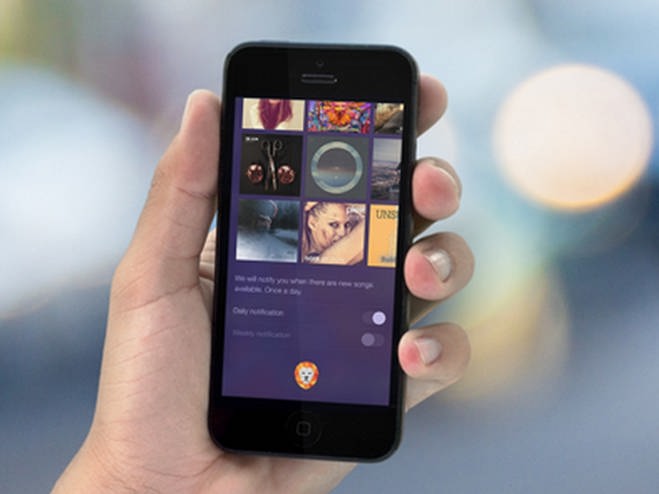 UNS
We will notify you when there are new songs
available. Once a day.
Daily notification
Weekly notification